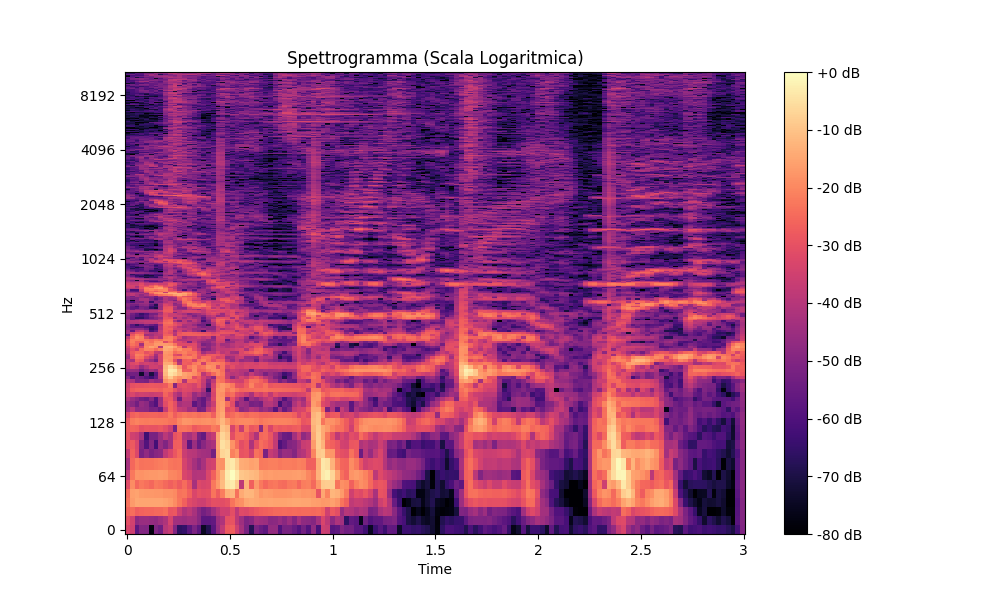 Spettrogramma (Scala Logaritmica)
Hz
8192
4096
2048
1024
512
256
128
64
0
0 0.5 1 1.5 2 2.5 3
Time
+0 dB
-10 dB
-20 dB
-30 dB
-40 dB
-50 dB
-60 dB
-70 dB
-80 dB